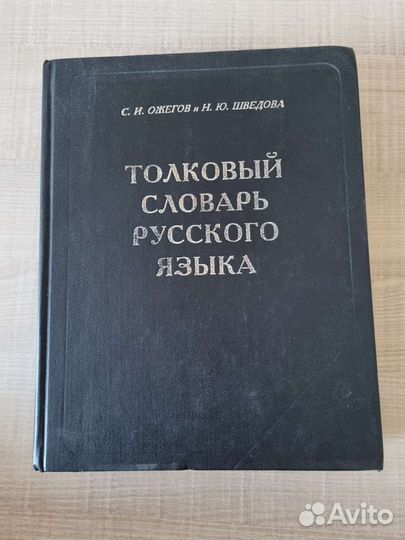 С. И. ОЖЕГОВ и Н. Ю. ШВЕДОВА
ТОЛКОВЫЙ
СЛОВАРЬ
РУССКОГО
ЯЗЫКА
Avito